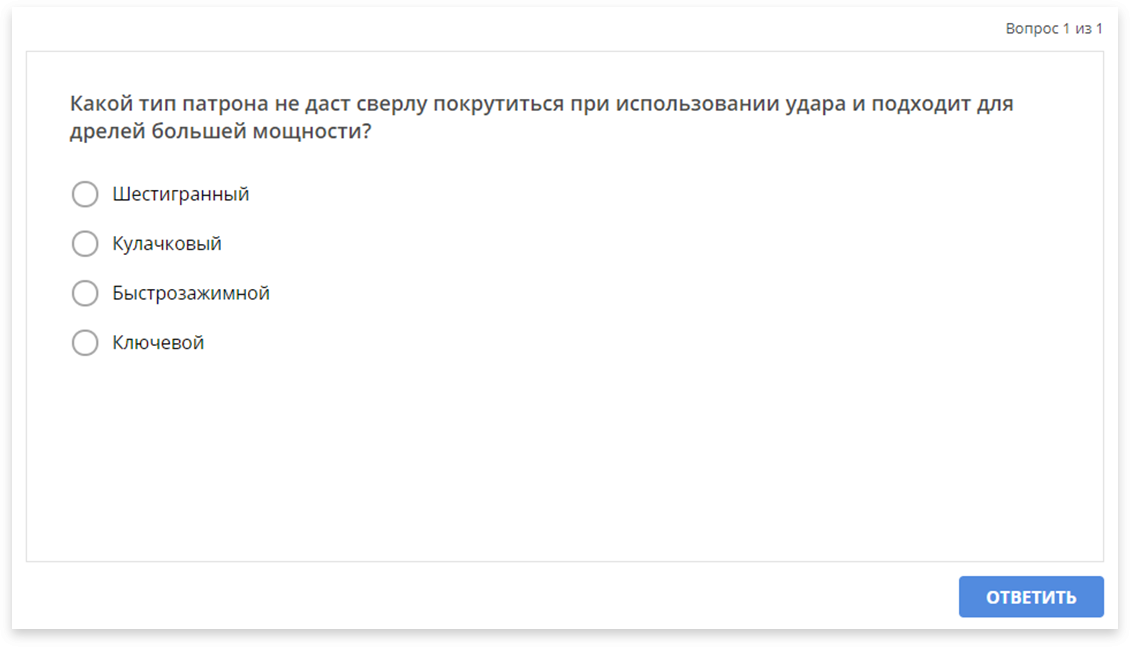 Вопрос 1 из 1
Какой тип патрона не даст сверлу покрутиться при использовании удара и подходит для
дрелей большей мощности?
Шестигранный
Кулачковый
Быстрозажимной
Ключевой
ОТВЕТИТЬ